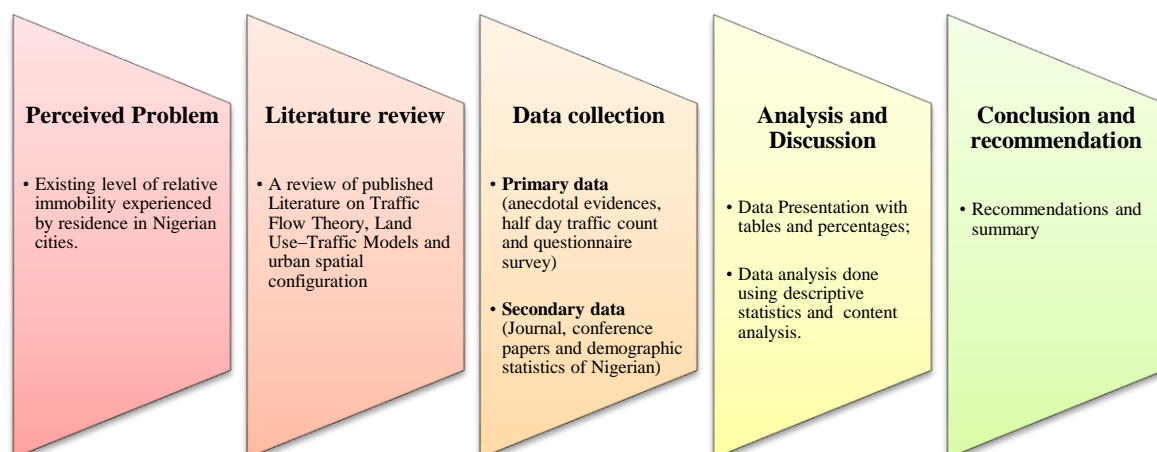 Perceived Problem
• Existing level of relative
immobility experienced
by residence in Nigerian
cities.
Literature review
• A review of published
Literature on Traffic
Flow Theory, Land
Use–Traffic Models and
urban spatial
configuration
Data collection
• Primary data
(anecdotal evidences,
half day traffic count
and questionnaire
survey)
• Secondary data
(Journal, conference
papers and demographic
statistics of Nigerian)
Analysis and
Discussion
• Data Presentation with
tables and percentages;
• Data analysis done
using descriptive
statistics and content
analysis.
Conclusion and
recommendation
• Recommendations and
summary